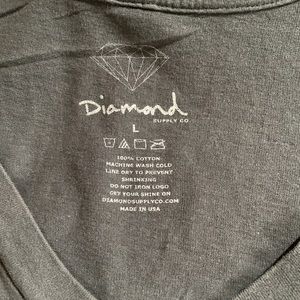 Diamond
SUPPLY CO.
L
100% COTTON
MACHINE WASH COLD
LINE DRY TO PREVENT
SHRINKING
DO NOT IRON LOGO
GET YOUR SHINE ON
DIAMONDSUPPLYCO.COM
MADE IN USA